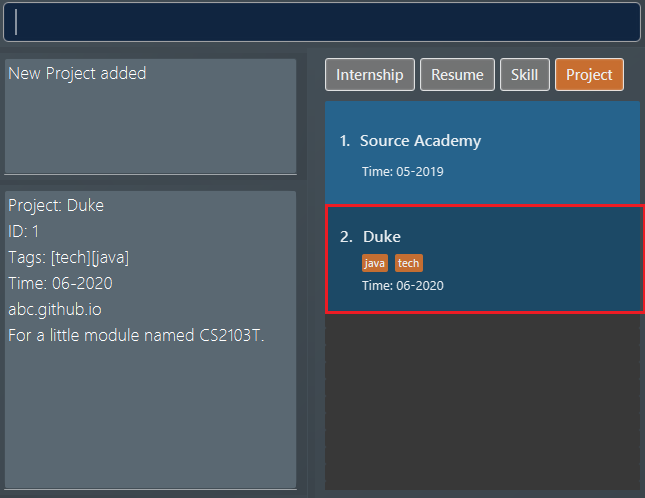 New Project added
Project: Duke
ID: 1
Tags: [tech][java]
Time: 06-2020
abc.github.io
For a little module named CS2103T.
Internship Resume Skill Project
1. Source Academy
Time: 05-2019
2. Duke
java tech
Time: 06-2020